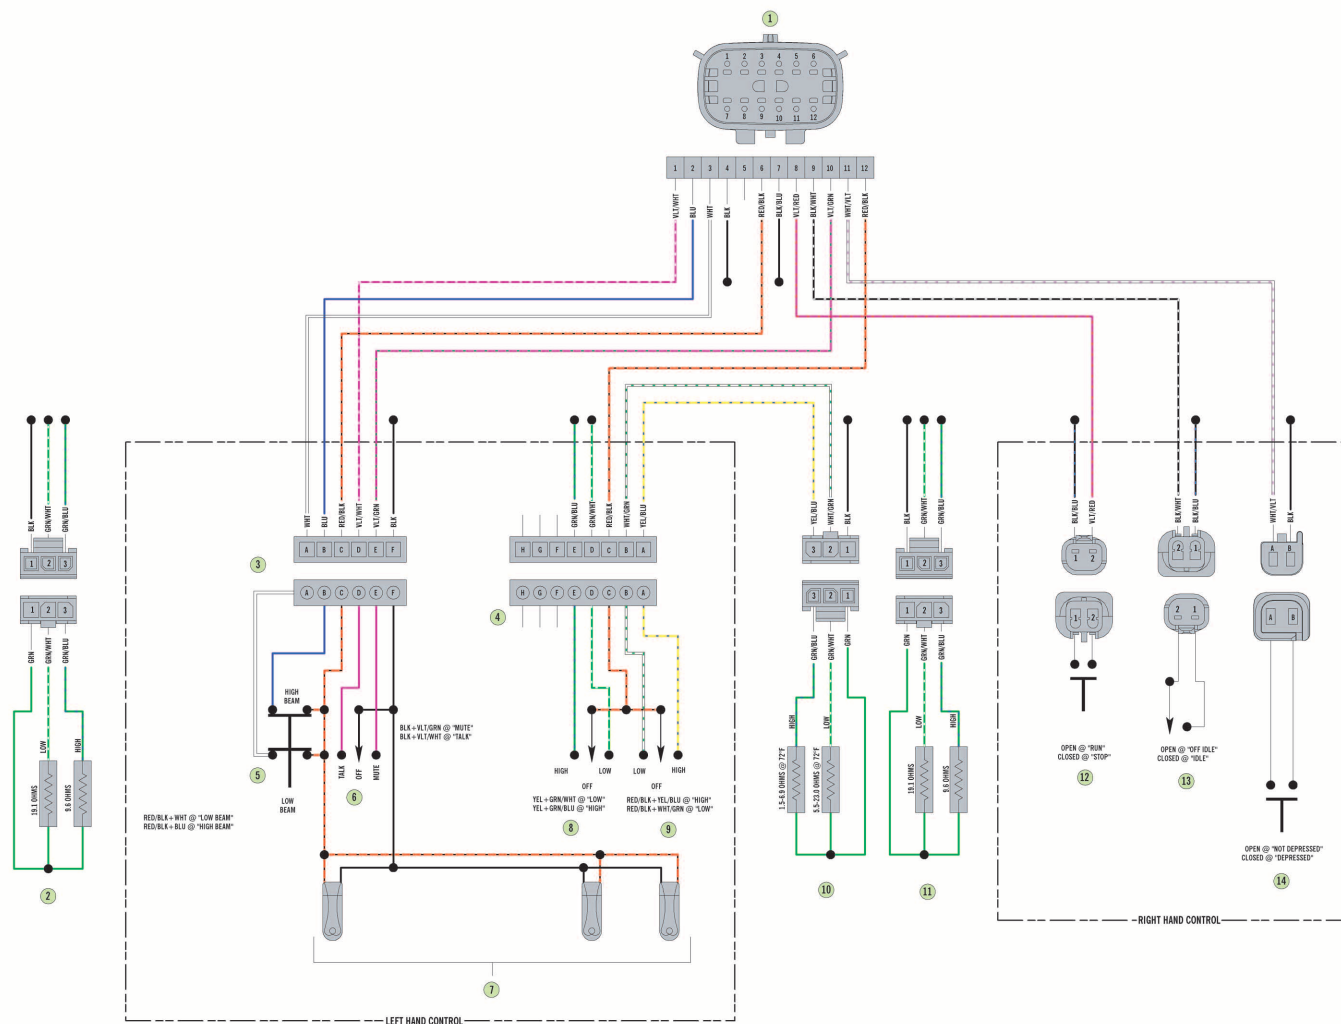 1
1 2 3 4 5 6
7 8 9 10 11 12
1 2 3 4 5 6 7 8 9 10 11 12
VLT/WHT
BLU
WHT
BLK
RED/BLK
BLK/BLU
VLT/RED
BLK/WHT
VLT/GRN
WHT/VLT
RED/BLK
BLK
GRN/WHT
GRN/BLU
1 2 3
1 2 3
GRN
GRN/WHT
GRN/BLU
LOW
HIGH
19.1 OHMS
9.6 OHMS
2
WHT
BLU
RED/BLK
VLT/WHT
VLT/GRN
BLK
A B C D E F
3
A B C D E F
HIGH
BEAM
5
LOW
BEAM
RED/BLK+WHT @ "LOW BEAM"
RED/BLK+BLU @ "HIGH BEAM"
BLK+VLT/GRN @ "MUTE"
BLK+VLT/WHT @ "TALK"
TALK
OFF
MUTE
6
GRN/BLU
GRN/WHT
RED/BLK
WHT/GRN
YEL/BLU
H G F E D C B A
H G F E D C B A
4
HIGH
LOW
LOW
HIGH
OFF
OFF
YEL+GRN/WHT @ "LOW"
YEL+GRN/BLU @ "HIGH"
8
RED/BLK+YEL/BLU @ "HIGH"
RED/BLK+WHT/GRN @ "LOW"
9
7
LEFT HAND CONTROL
YEL/BLU
WHT/GRN
BLK
3 2 1
3 2 1
GRN/BLU
GRN/WHT
GRN
HIGH
LOW
1.5-6.9 OHMS @ 72°F
5.5-23.0 OHMS @ 72°F
10
BLK
GRN/WHT
GRN/BLU
1 2 3
1 2 3
GRN
GRN/WHT
GRN/BLU
LOW
HIGH
19.1 OHMS
9.6 OHMS
11
BLK/BLU
VLT/RED
1 2
1 2
OPEN @ "RUN"
CLOSED @ "STOP"
12
BLK/WHT
BLK/BLU
2 1
2 1
OPEN @ "OFF IDLE"
CLOSED @ "IDLE"
13
WHT/VLT
BLK
A B
A B
OPEN @ "NOT DEPRESSED"
CLOSED @ "DEPRESSED"
14
RIGHT HAND CONTROL